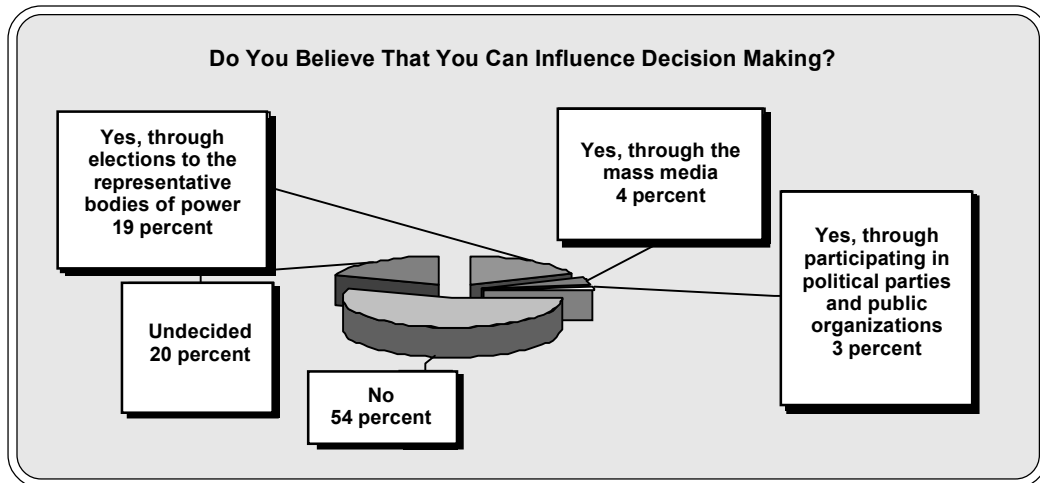 Do You Believe That You Can Influence Decision Making?
Yes, through
elections to the
representative
bodies of power
19 percent
Yes, through the
mass media
4 percent
Yes, through
participating in
political parties
and public
organizations
3 percent
Undecided
20 percent
No
54 percent